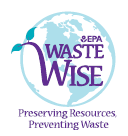 EPA
WASTE
WISE
Preserving Resources,
Preventing Waste